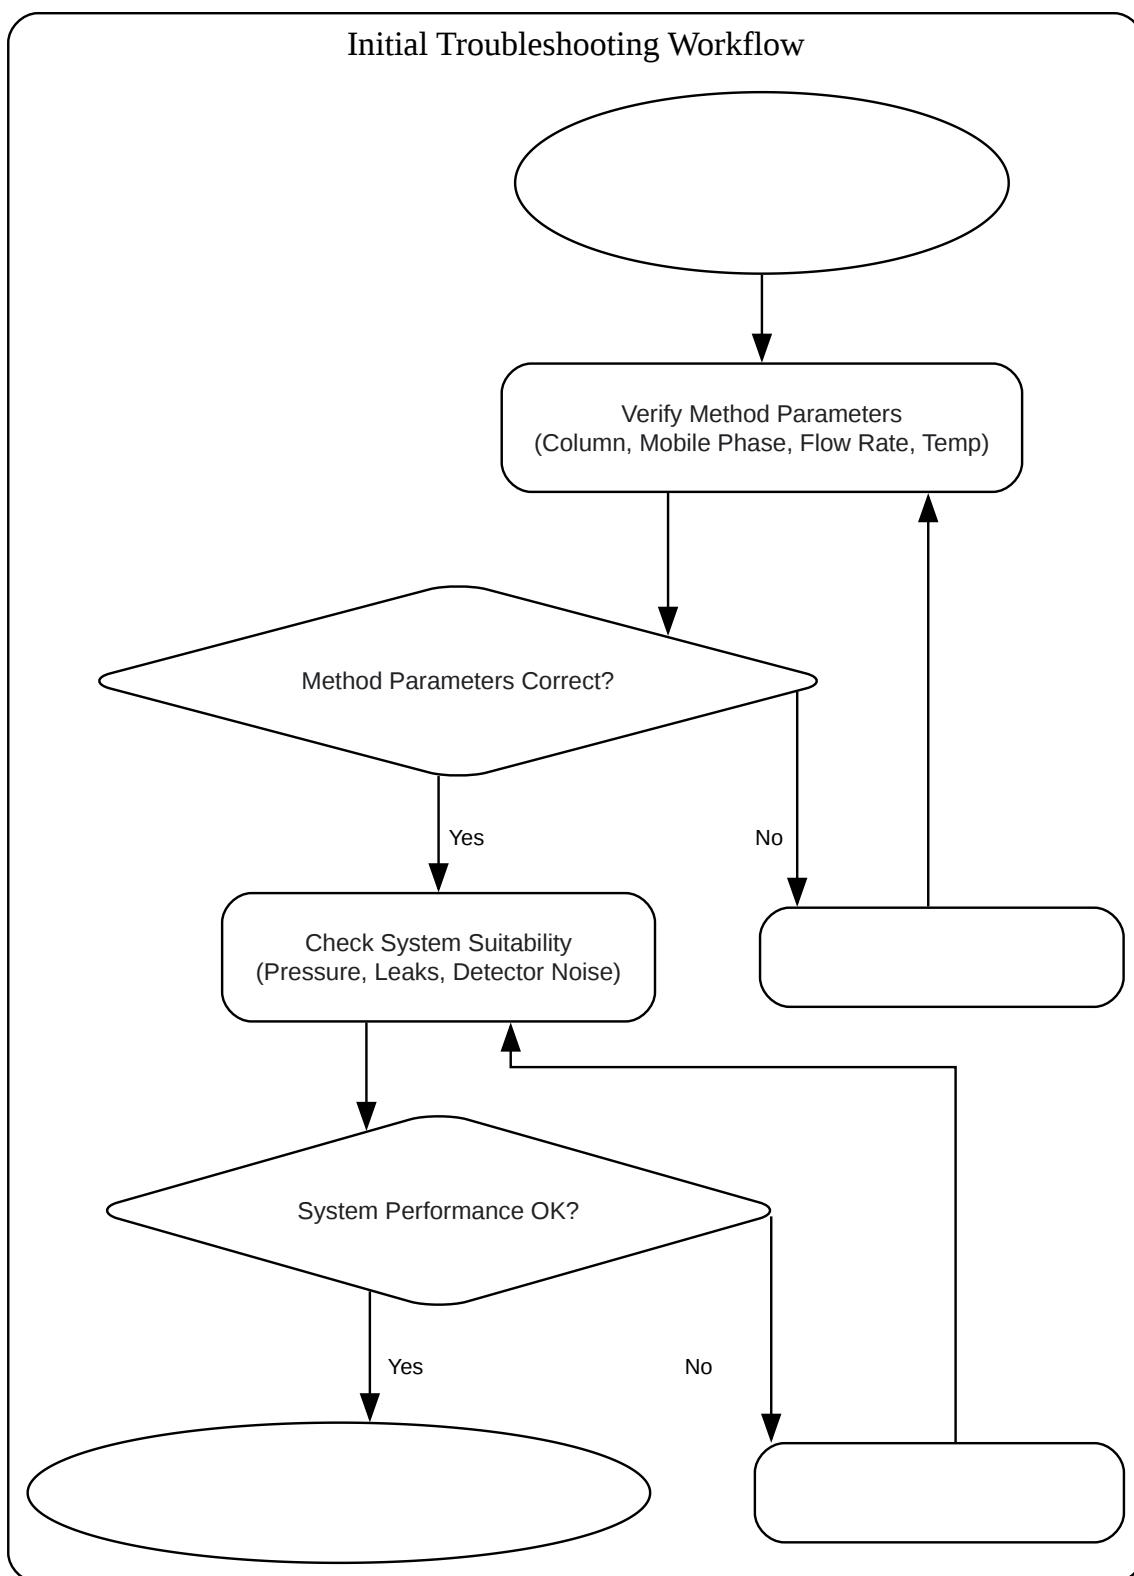 Initial Troubleshooting Workflow
Verify Method Parameters
(Column, Mobile Phase, Flow Rate, Temp)
Method Parameters Correct?
Yes
No
Check System Suitability
(Pressure, Leaks, Detector Noise)
System Performance OK?
Yes
No